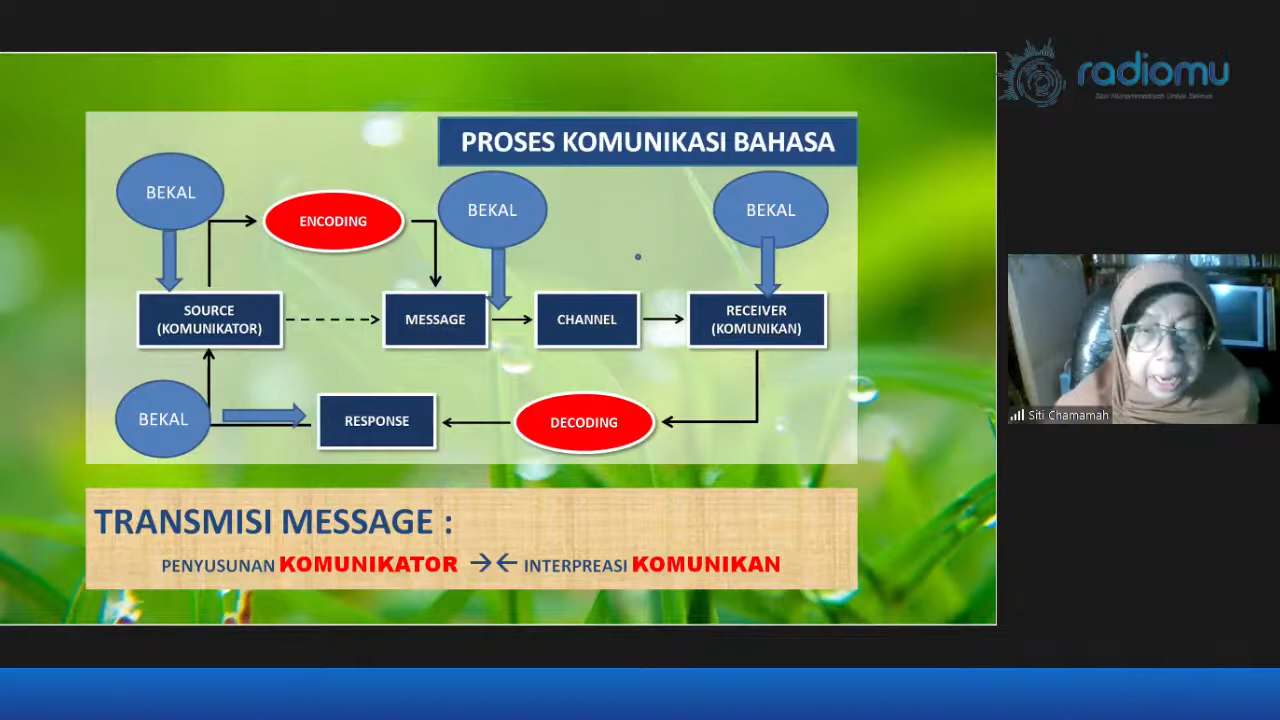 radiomu
PROSES KOMUNIKASI BAHASA
BEKAL
BEKAL
BEKAL
ENCODING
SOURCE
(KOMUNIKATOR)
MESSAGE
CHANNEL
RECEIVER
(KOMUNIKAN)
BEKAL
RESPONSE
DECODING
Siti Chamamah
TRANSMISI MESSAGE :
PENYUSUNAN KOMUNIKATOR →← INTERPREASI KOMUNIKAN